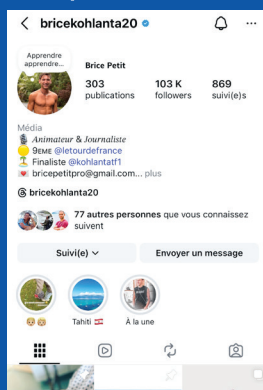 bricekohlanta20
Apprendre
apprendre...
Brice Petit
303
publications
103 K
followers
869
suivi(e)s
Média
🎙️ Animateur & Journaliste
🟡 9EME @letourdefrance
🏝️ Finaliste @kohlantatf1
💌 bricepetitpro@gmail.com... plus
bricekohlanta20
77 autres personnes que vous connaissez
suivent
Suivi(e)
Envoyer un message
Tahiti 🇵🇫
À la une